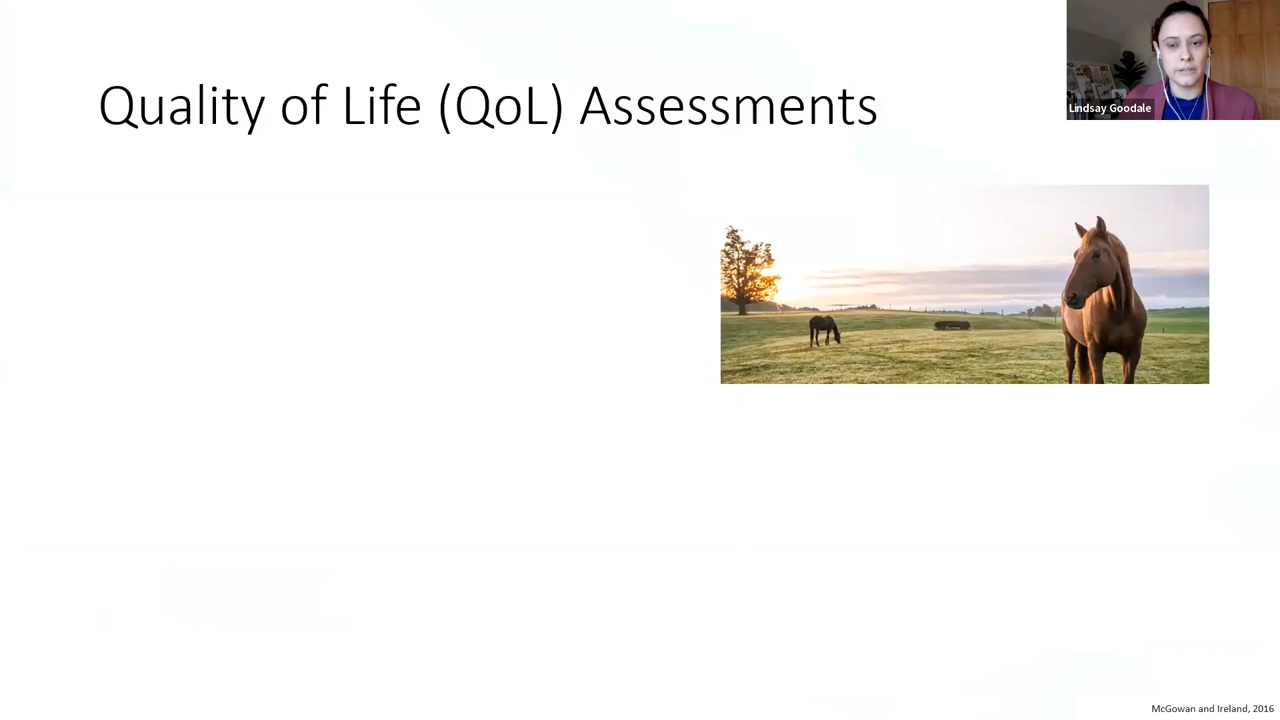 Quality of Life (QoL) Assessments
Lindsay Goodale
McGowan and Ireland, 2016